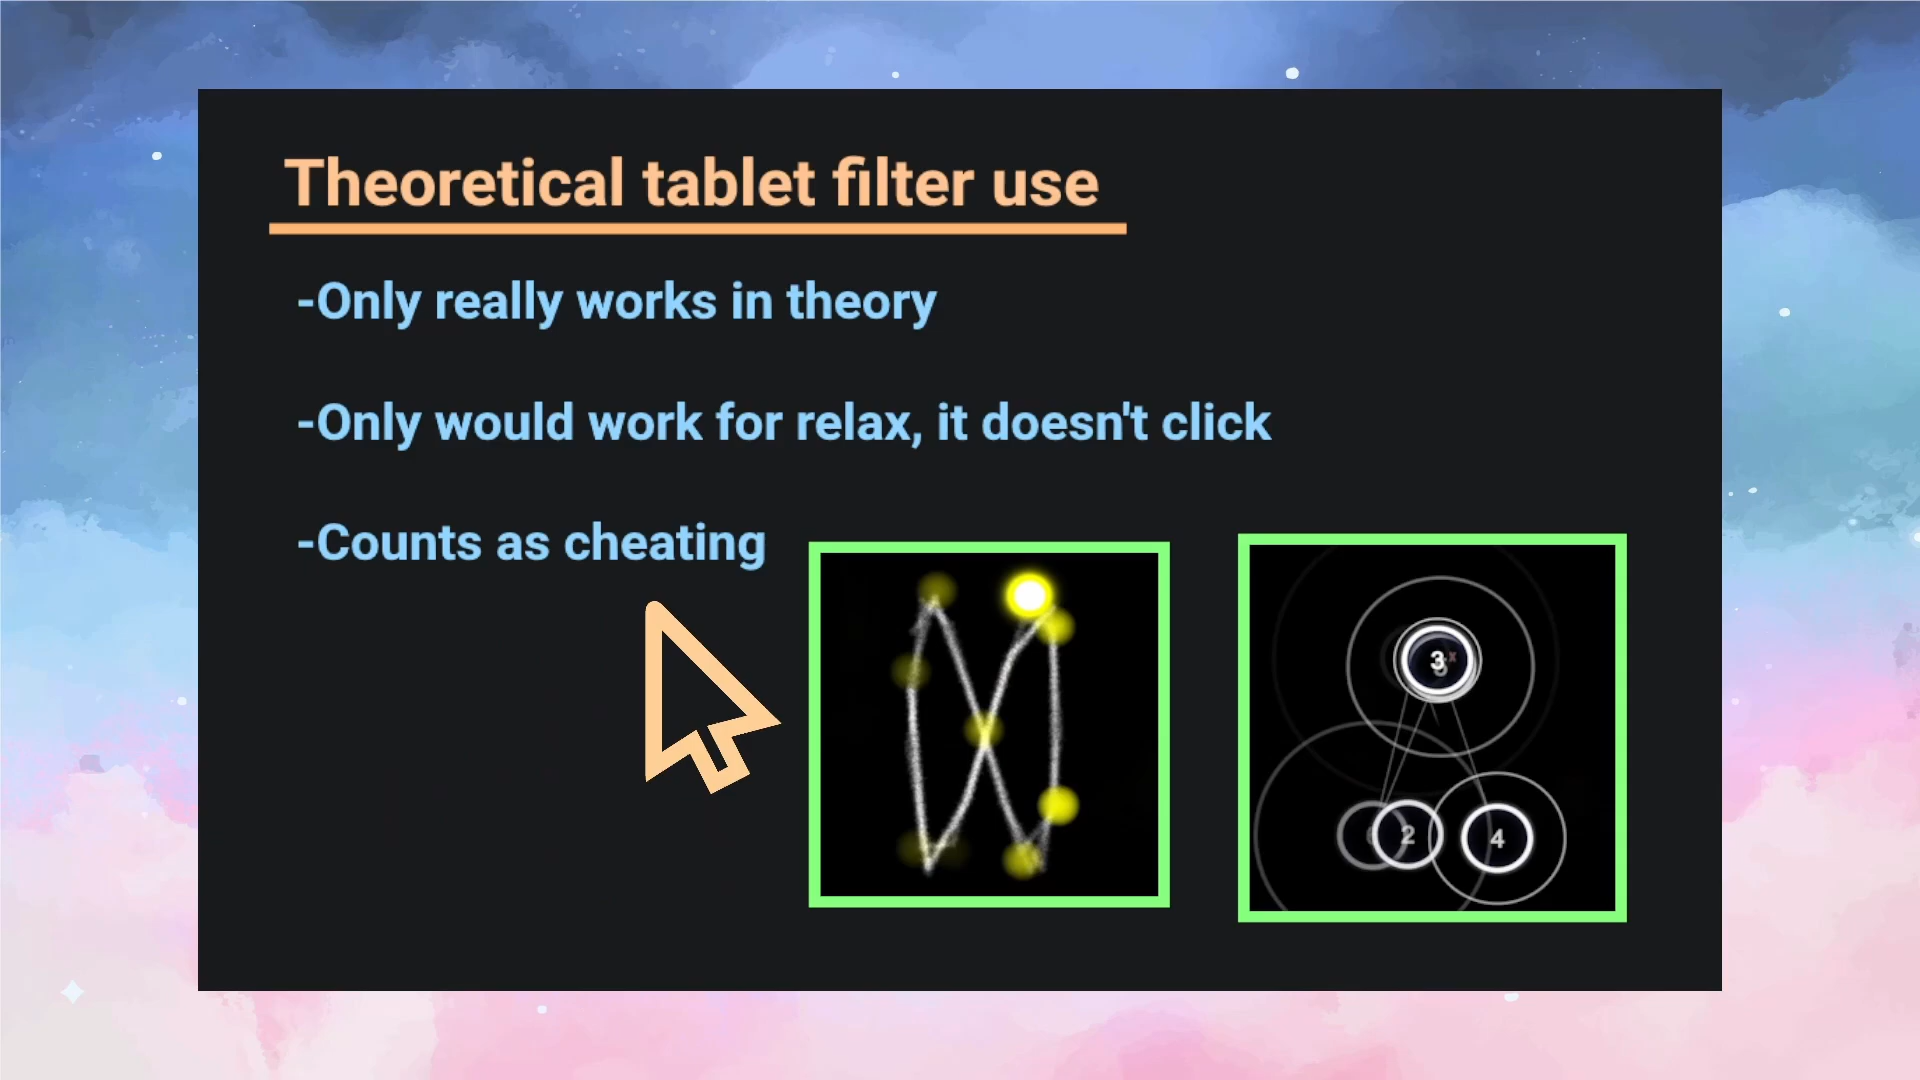 Theoretical tablet filter use
-Only really works in theory
-Only would work for relax, it doesn't click
-Counts as cheating
3
2
4